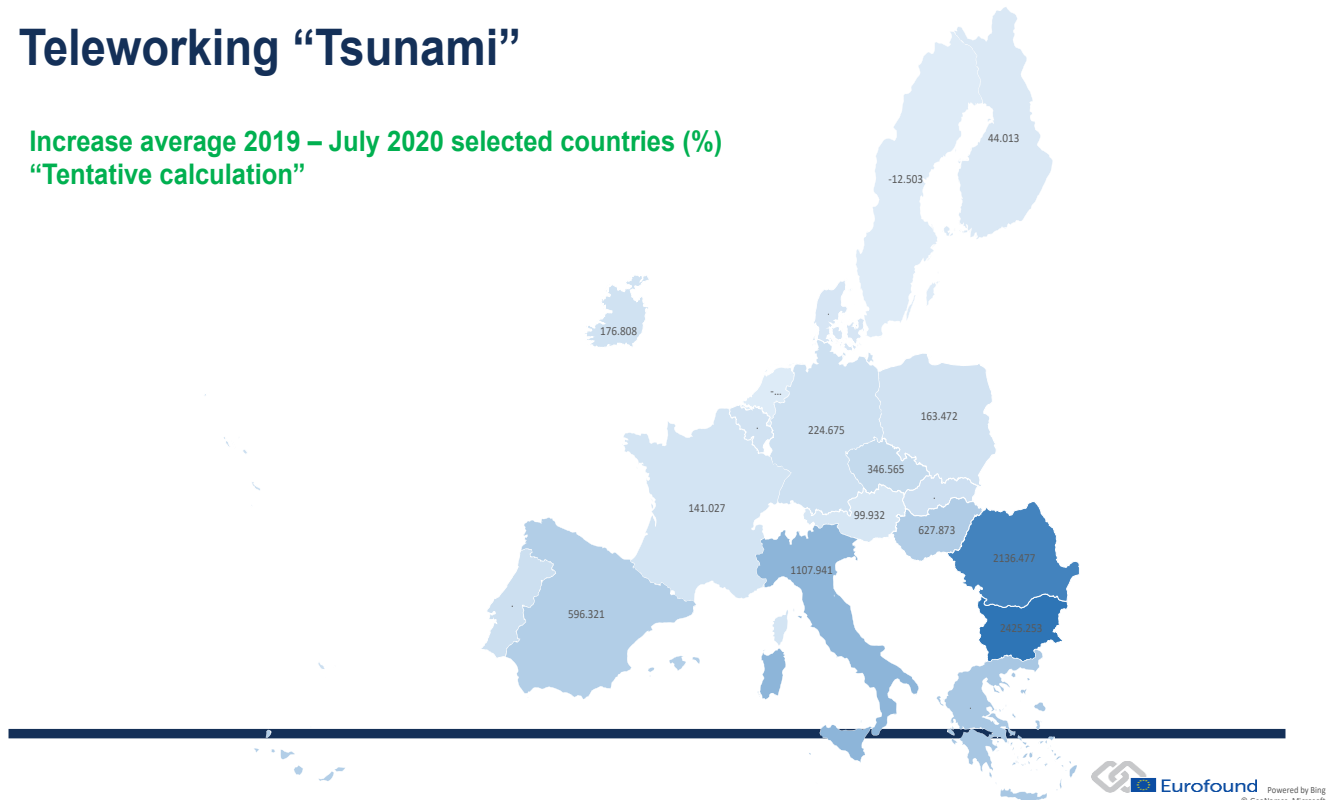 Teleworking “Tsunami”
Increase average 2019 – July 2020 selected countries (%)
“Tentative calculation”
44.013
-12.503
176.808
-...
163.472
224.675
346.565
141.027
99.932
627.873
2136.477
1107.941
596.321
2425.253
Eurofound
Powered by Bing
© GeoNames, Microsoft